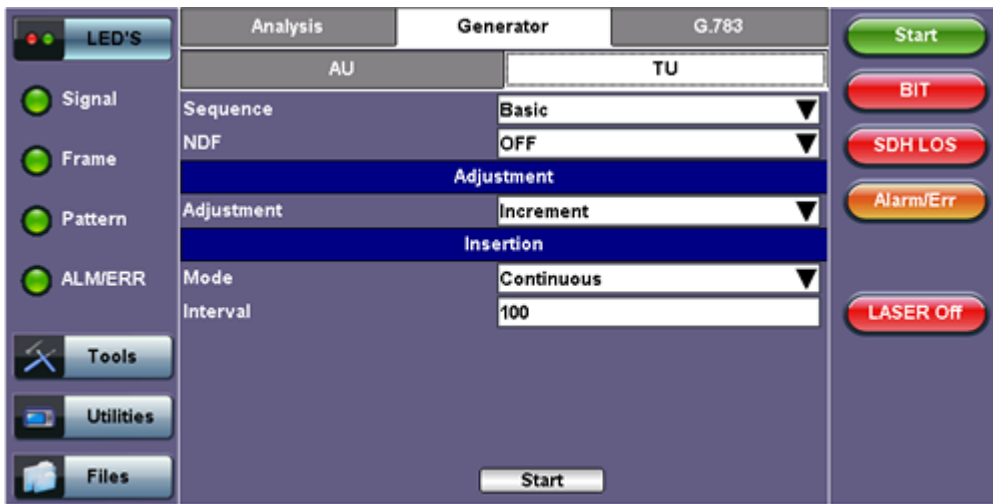 LED'S
Signal
Frame
Pattern
ALM/ERR
Tools
Utilities
Files
Analysis Generator G.783
AU TU
Sequence Basic
NDF OFF
Adjustment
Adjustment Increment
Insertion
Mode Continuous
Interval 100
Start
Start
BIT
SDH LOS
Alarm/Err
LASER Off